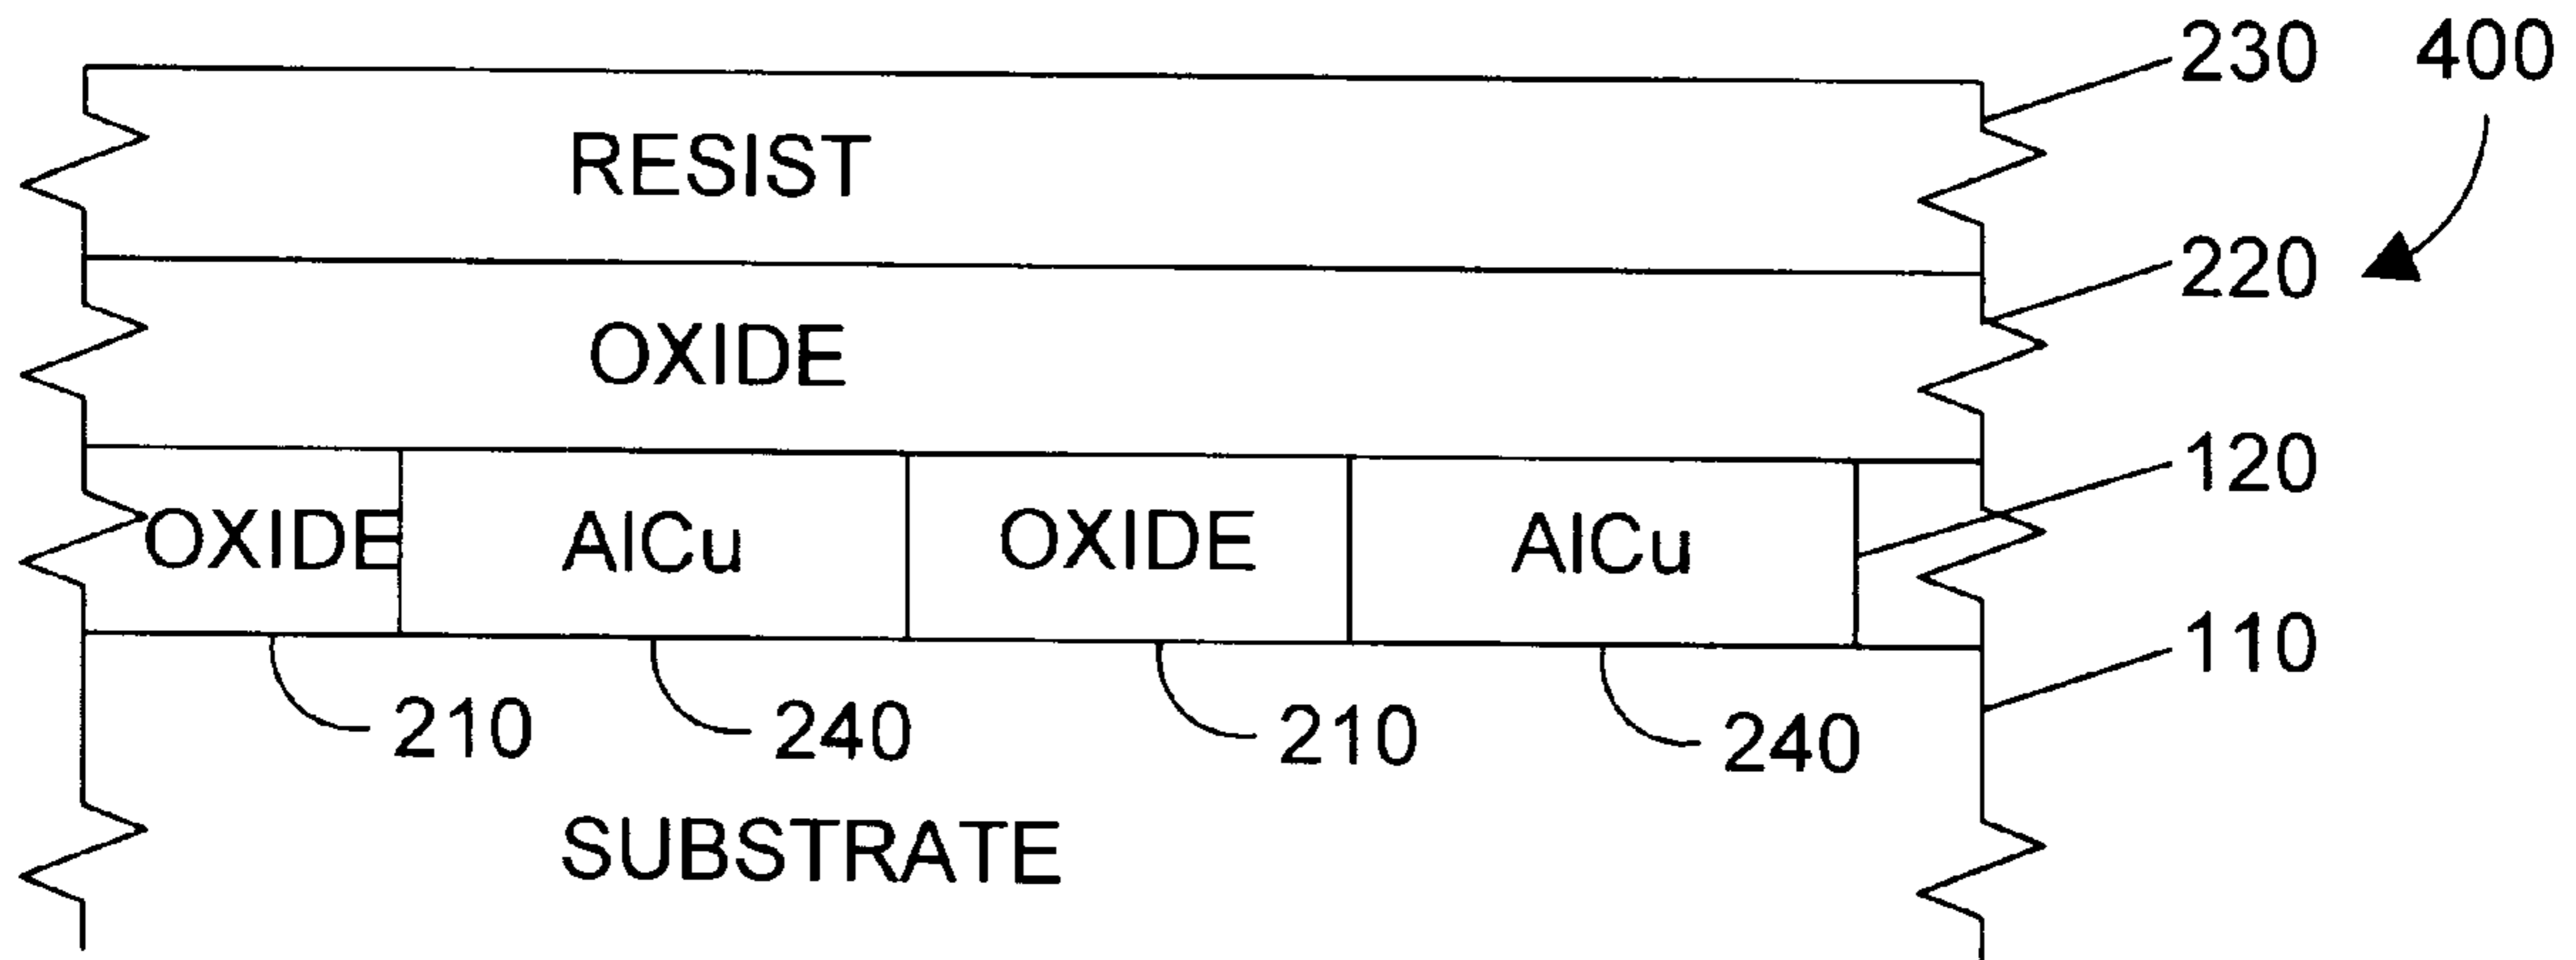 230
400
RESIST
220
OXIDE
120
OXIDE
AlCu
OXIDE
AlCu
110
210
240
210
240
SUBSTRATE